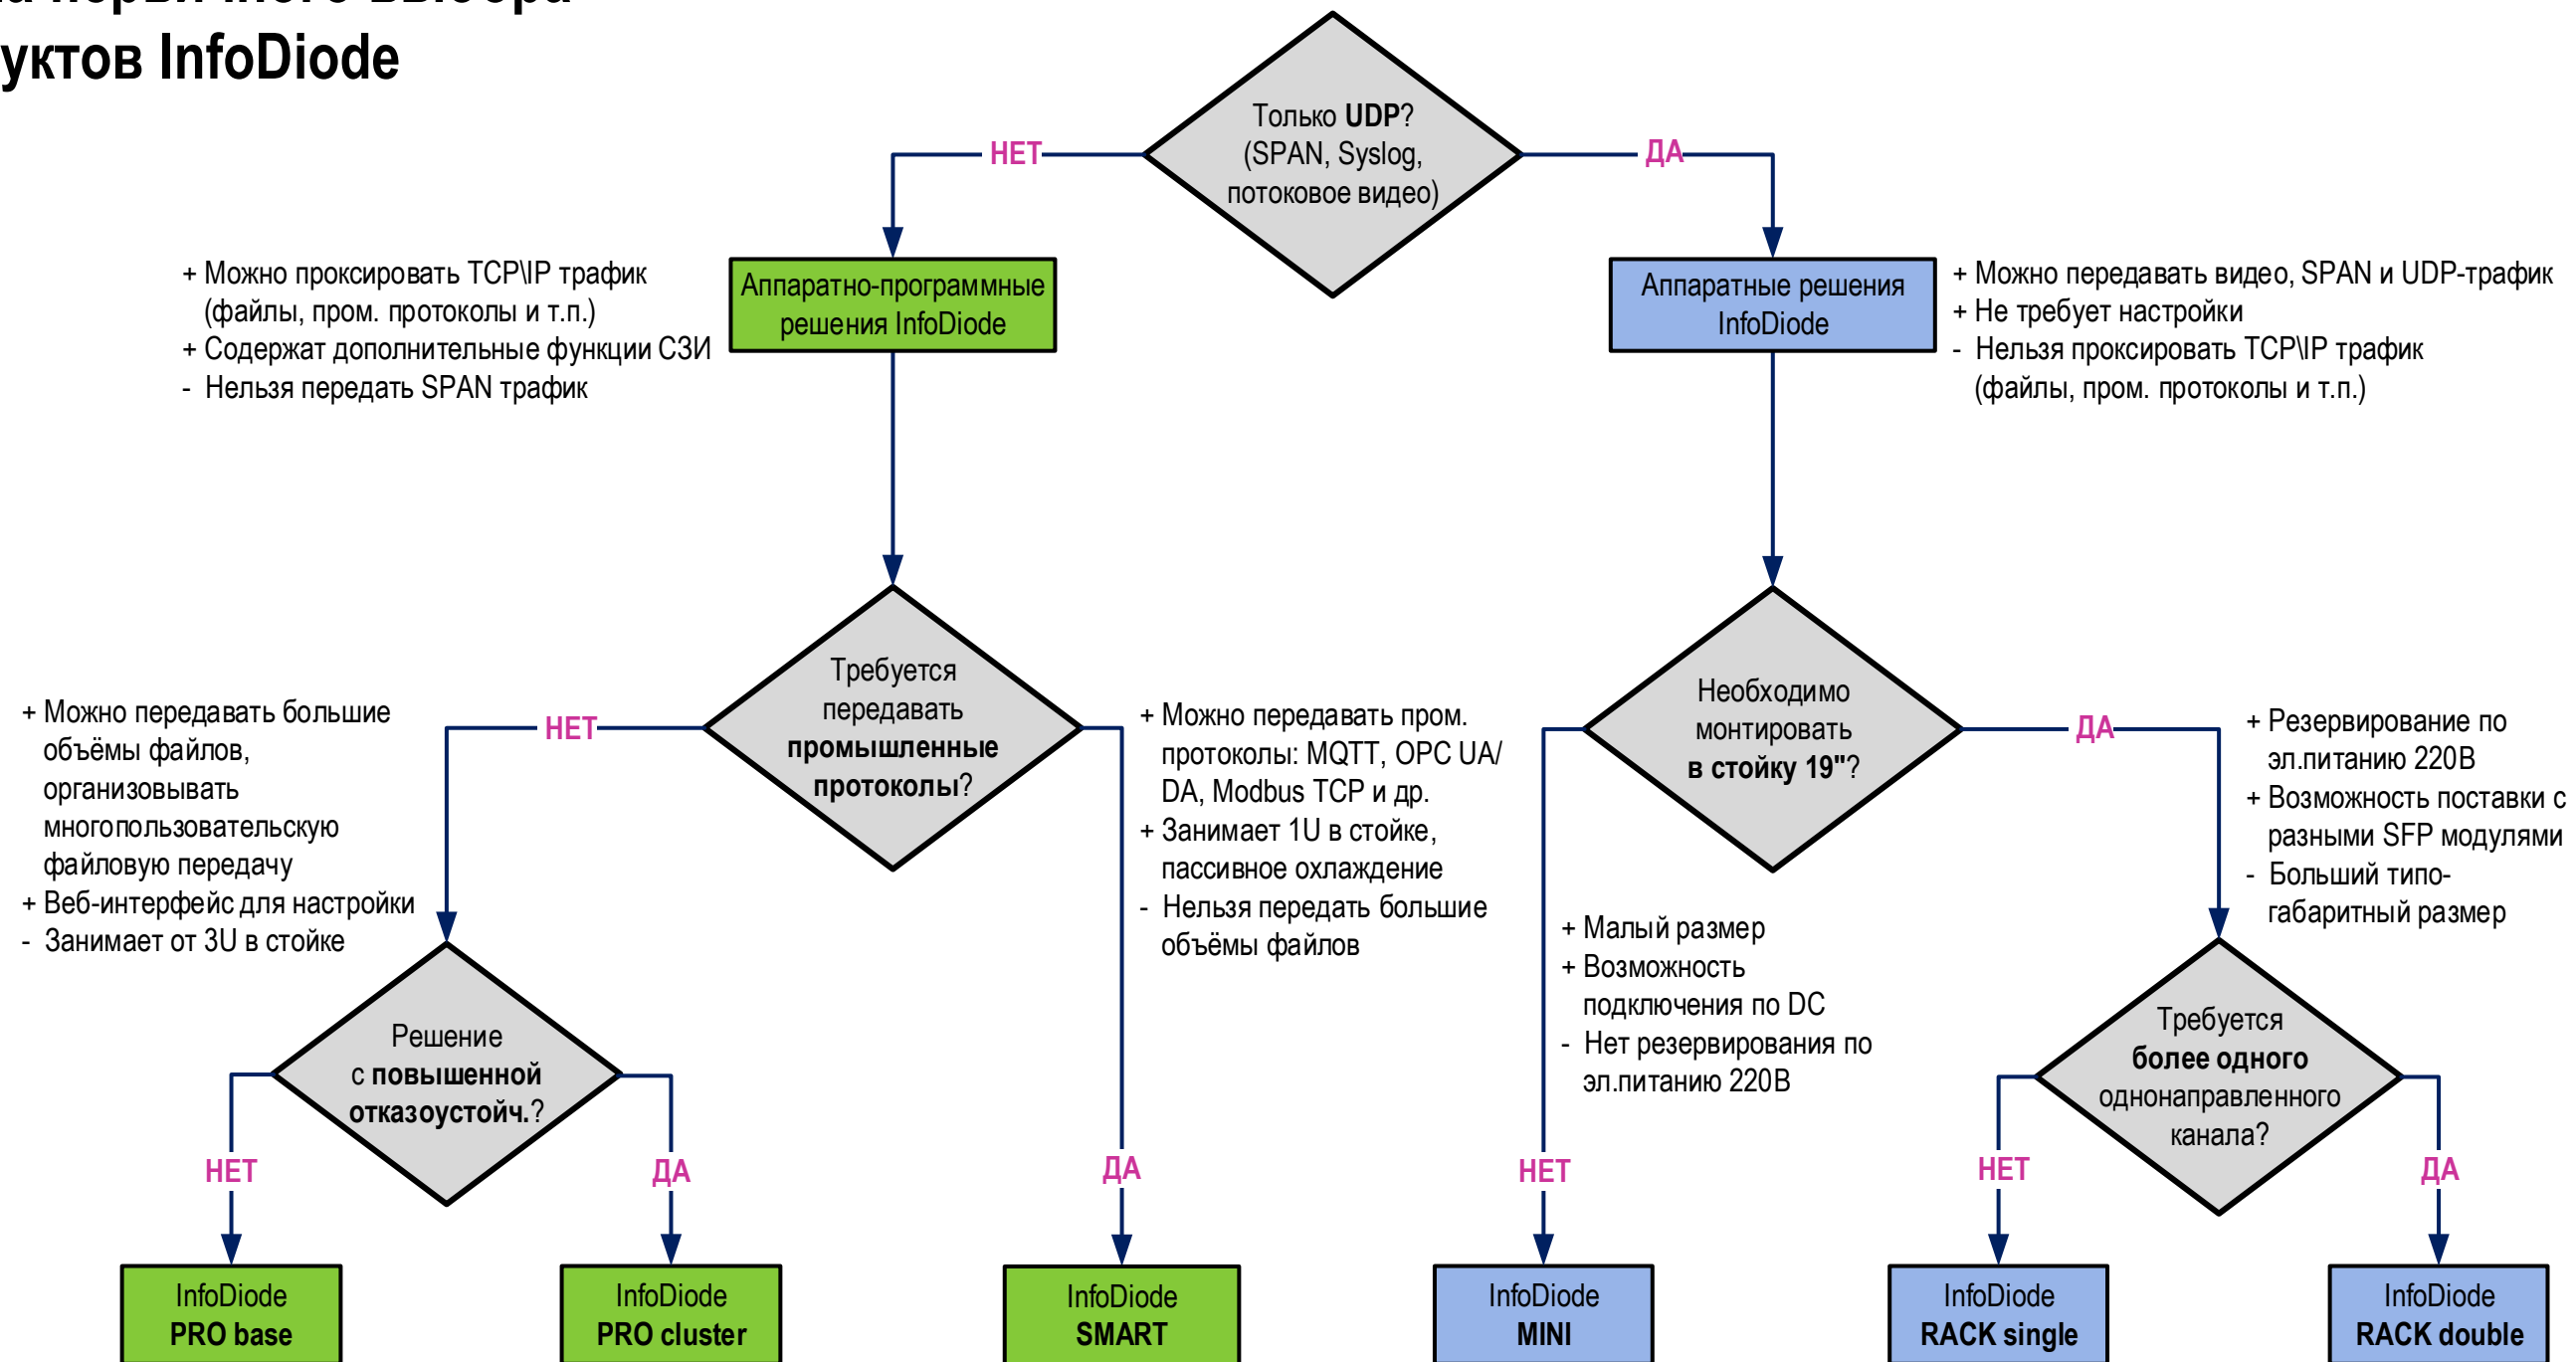 уктов InfoDiode
Только UDP?
(SPAN, Syslog,
потоковое видео)
НЕТ
ДА
+ Можно проксировать TCP\IP трафик
(файлы, пром. протоколы и т.п.)
+ Содержат дополнительные функции СЗИ
- Нельзя передать SPAN трафик
Аппаратно-программные
решения InfoDiode
Аппаратные решения
InfoDiode
+ Можно передавать видео, SPAN и UDP-трафик
+ Не требует настройки
- Нельзя проксировать TCP\IP трафик
(файлы, пром. протоколы и т.п.)
+ Можно передавать большие
объёмы файлов,
организовывать
многопользовательскую
файловую передачу
+ Веб-интерфейс для настройки
- Занимает от 3U в стойке
НЕТ
Требуется
передавать
промышленные
протоколы?
+ Можно передавать пром.
протоколы: MQTT, OPC UA/
DA, Modbus TCP и др.
+ Занимает 1U в стойке,
пассивное охлаждение
- Нельзя передать большие
объёмы файлов
Необходимо
монтировать
в стойку 19"?
ДА
+ Резервирование по
эл.питанию 220В
+ Возможность поставки с
разными SFP модулями
- Больший типо-
габаритный размер
+ Малый размер
+ Возможность
подключения по DC
- Нет резервирования по
эл.питанию 220В
Решение
с повышенной
отказоустойч.?
Требуется
более одного
однонаправленного
канала?
НЕТ
ДА
ДА
НЕТ
НЕТ
ДА
InfoDiode
PRO base
InfoDiode
PRO cluster
InfoDiode
SMART
InfoDiode
MINI
InfoDiode
RACK single
InfoDiode
RACK double